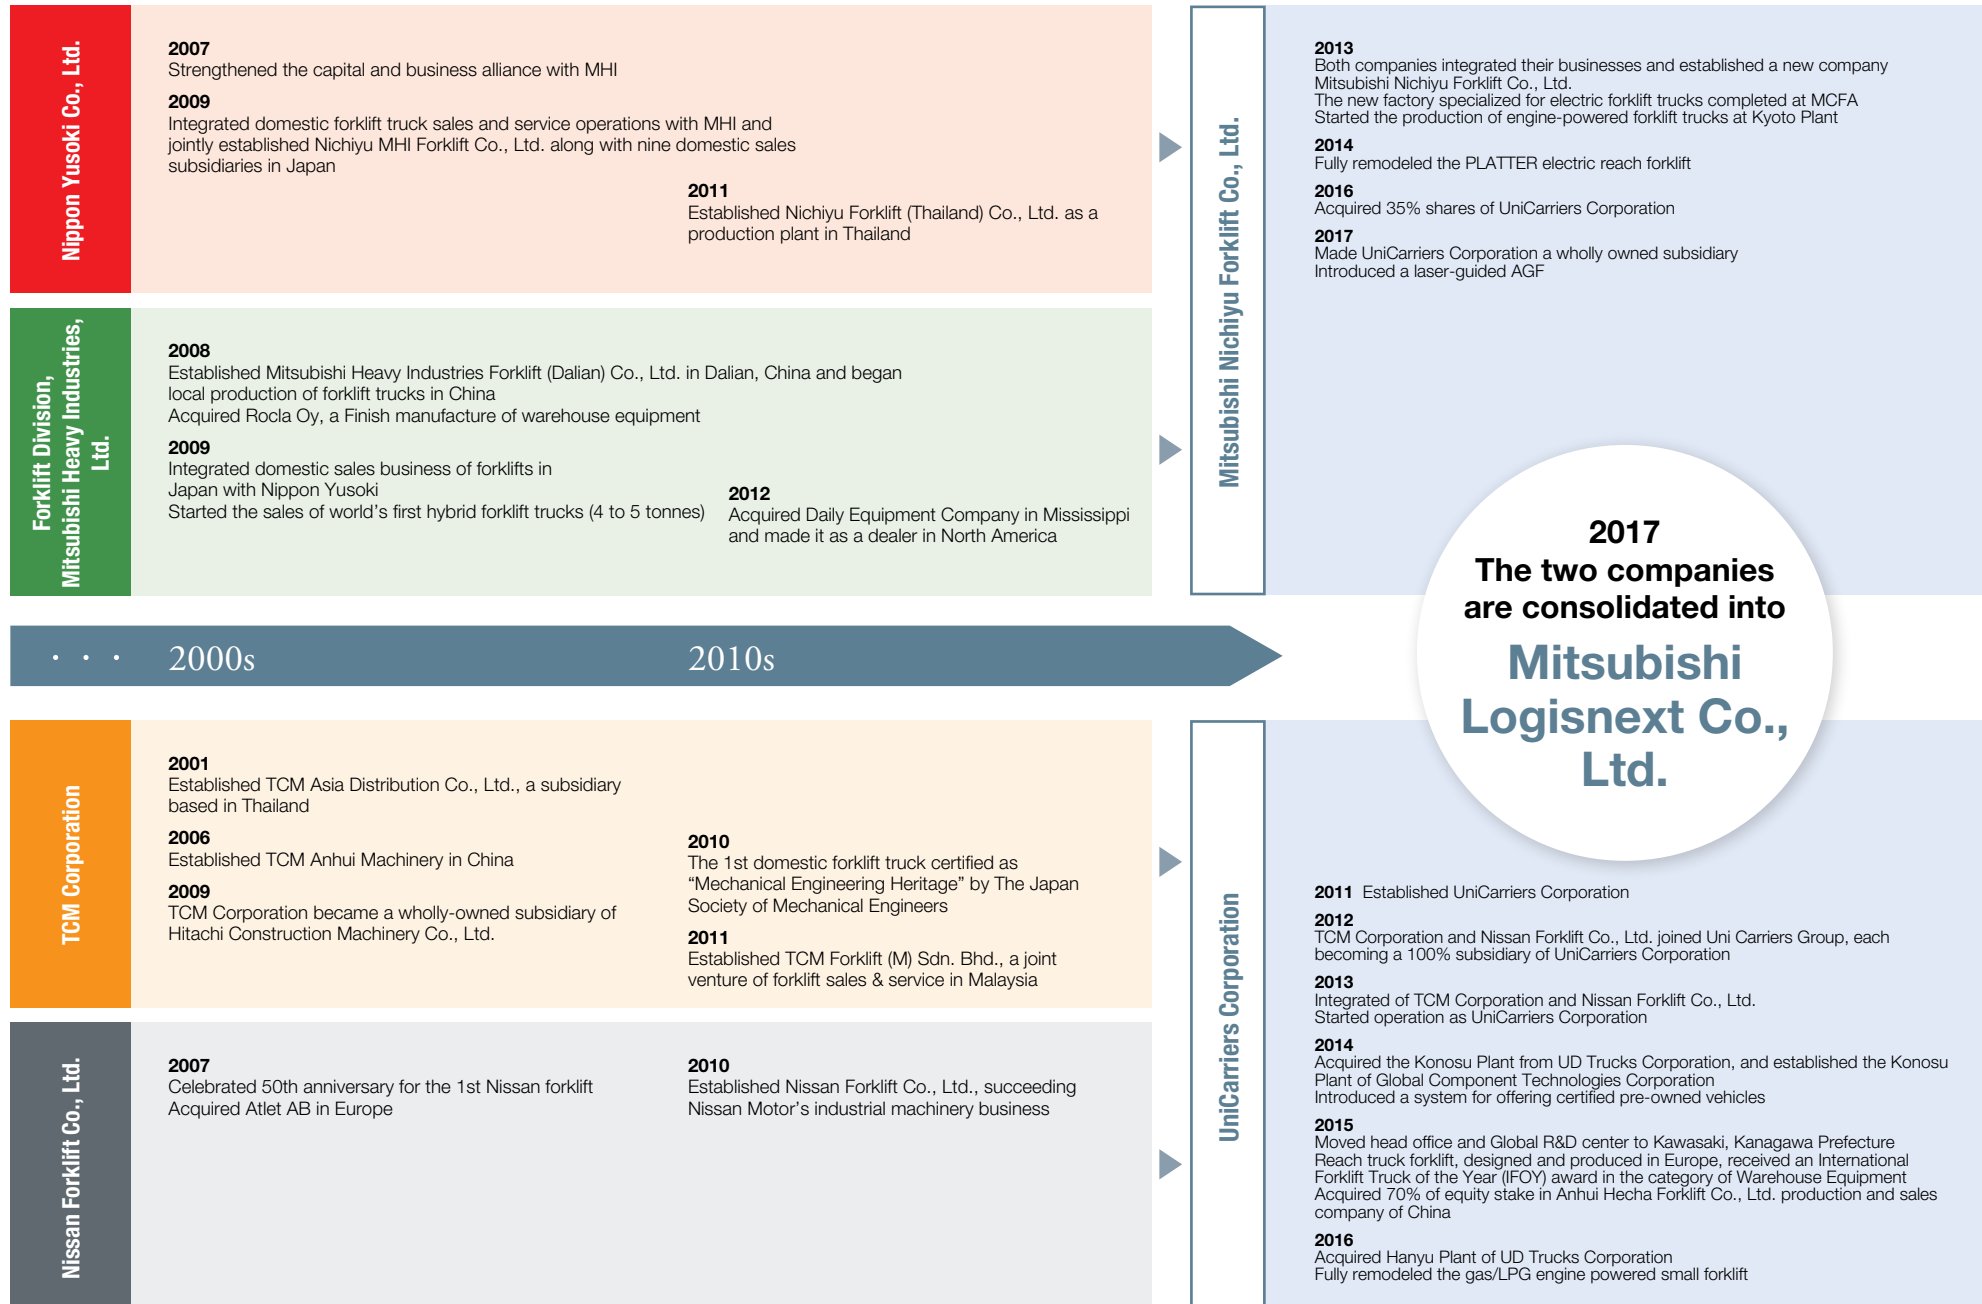 Nippon Yusoki Co., Ltd.
2007
Strengthened the capital and business alliance with MHI
2009
Integrated domestic forklift truck sales and service operations with MHI and
jointly established Nichiyu MHI Forklift Co., Ltd. along with nine domestic sales
subsidiaries in Japan
2011
Established Nichiyu Forklift (Thailand) Co., Ltd. as a
production plant in Thailand
Forklift Division,
Mitsubishi Heavy Industries,
Ltd.
2008
Established Mitsubishi Heavy Industries Forklift (Dalian) Co., Ltd. in Dalian, China and began
local production of forklift trucks in China
Acquired Rocla Oy, a Finish manufacture of warehouse equipment
2009
Integrated domestic sales business of forklifts in
Japan with Nippon Yusoki
Started the sales of world's first hybrid forklift trucks (4 to 5 tonnes)
2012
Acquired Daily Equipment Company in Mississippi
and made it as a dealer in North America
Mitsubishi Nichiyu Forklift Co., Ltd.
2013
Both companies integrated their businesses and established a new company
Mitsubishi Nichiyu Forklift Co., Ltd.
The new factory specialized for electric forklift trucks completed at MCFA
Started the production of engine-powered forklift trucks at Kyoto Plant
2014
Fully remodeled the PLATTER electric reach forklift
2016
Acquired 35% shares of UniCarriers Corporation
2017
Made UniCarriers Corporation a wholly owned subsidiary
Introduced a laser-guided AGF
· · · 2000s 2010s
2017
The two companies
are consolidated into
Mitsubishi
Logisnext Co.,
Ltd.
TCM Corporation
2001
Established TCM Asia Distribution Co., Ltd., a subsidiary
based in Thailand
2006
Established TCM Anhui Machinery in China
2009
TCM Corporation became a wholly-owned subsidiary of
Hitachi Construction Machinery Co., Ltd.
2010
The 1st domestic forklift truck certified as
“Mechanical Engineering Heritage” by The Japan
Society of Mechanical Engineers
2011
Established TCM Forklift (M) Sdn. Bhd., a joint
venture of forklift sales & service in Malaysia
Nissan Forklift Co., Ltd.
2007
Celebrated 50th anniversary for the 1st Nissan forklift
Acquired Atlet AB in Europe
2010
Established Nissan Forklift Co., Ltd., succeeding
Nissan Motor's industrial machinery business
UniCarriers Corporation
2011 Established UniCarriers Corporation
2012
TCM Corporation and Nissan Forklift Co., Ltd. joined Uni Carriers Group, each
becoming a 100% subsidiary of UniCarriers Corporation
2013
Integrated of TCM Corporation and Nissan Forklift Co., Ltd.
Started operation as UniCarriers Corporation
2014
Acquired the Konosu Plant from UD Trucks Corporation, and established the Konosu
Plant of Global Component Technologies Corporation
Introduced a system for offering certified pre-owned vehicles
2015
Moved head office and Global R&D center to Kawasaki, Kanagawa Prefecture
Reach truck forklift, designed and produced in Europe, received an International
Forklift Truck of the Year (IFOY) award in the category of Warehouse Equipment
Acquired 70% of equity stake in Anhui Hecha Forklift Co., Ltd. production and sales
company of China
2016
Acquired Hanyu Plant of UD Trucks Corporation
Fully remodeled the gas/LPG engine powered small forklift